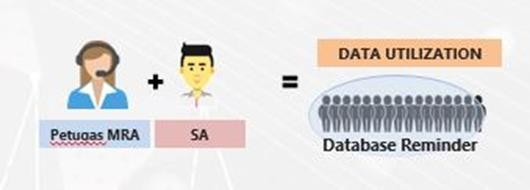 DATA UTILIZATION
+
=
Petugas MRA
SA
Database Reminder